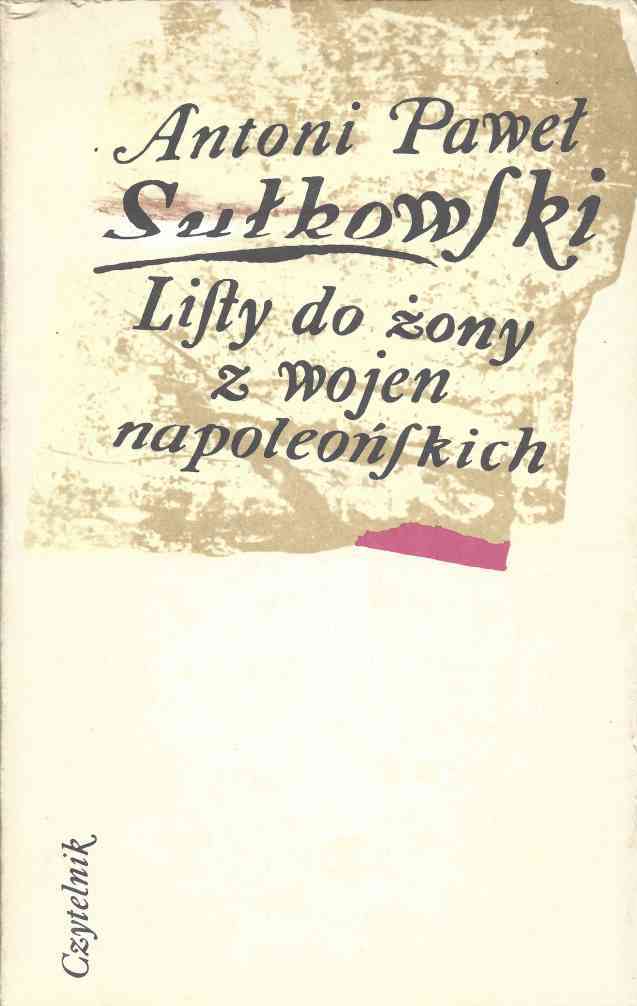 Antoni Paweł
Sułkowſki
Liſty do żony
z wojen
napoleońſkich
Czytelnik